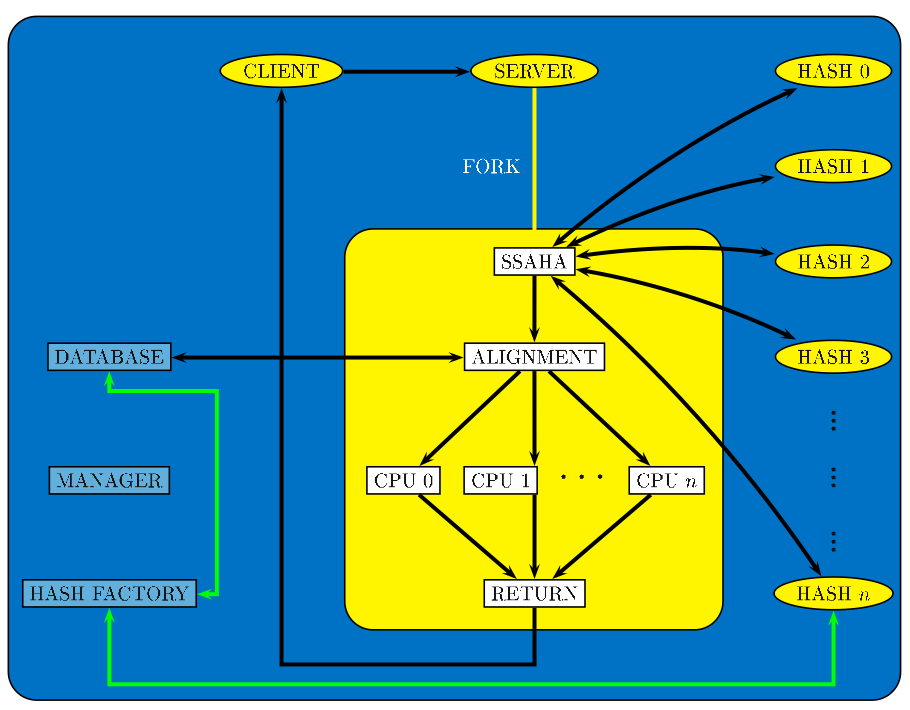 CLIENT
SERVER
HASH 0
FORK
HASH 1
SSAHA
HASH 2
DATABASE
ALIGNMENT
HASH 3
MANAGER
CPU 0
CPU 1
· · ·
CPU n
HASH FACTORY
RETURN
HASH n